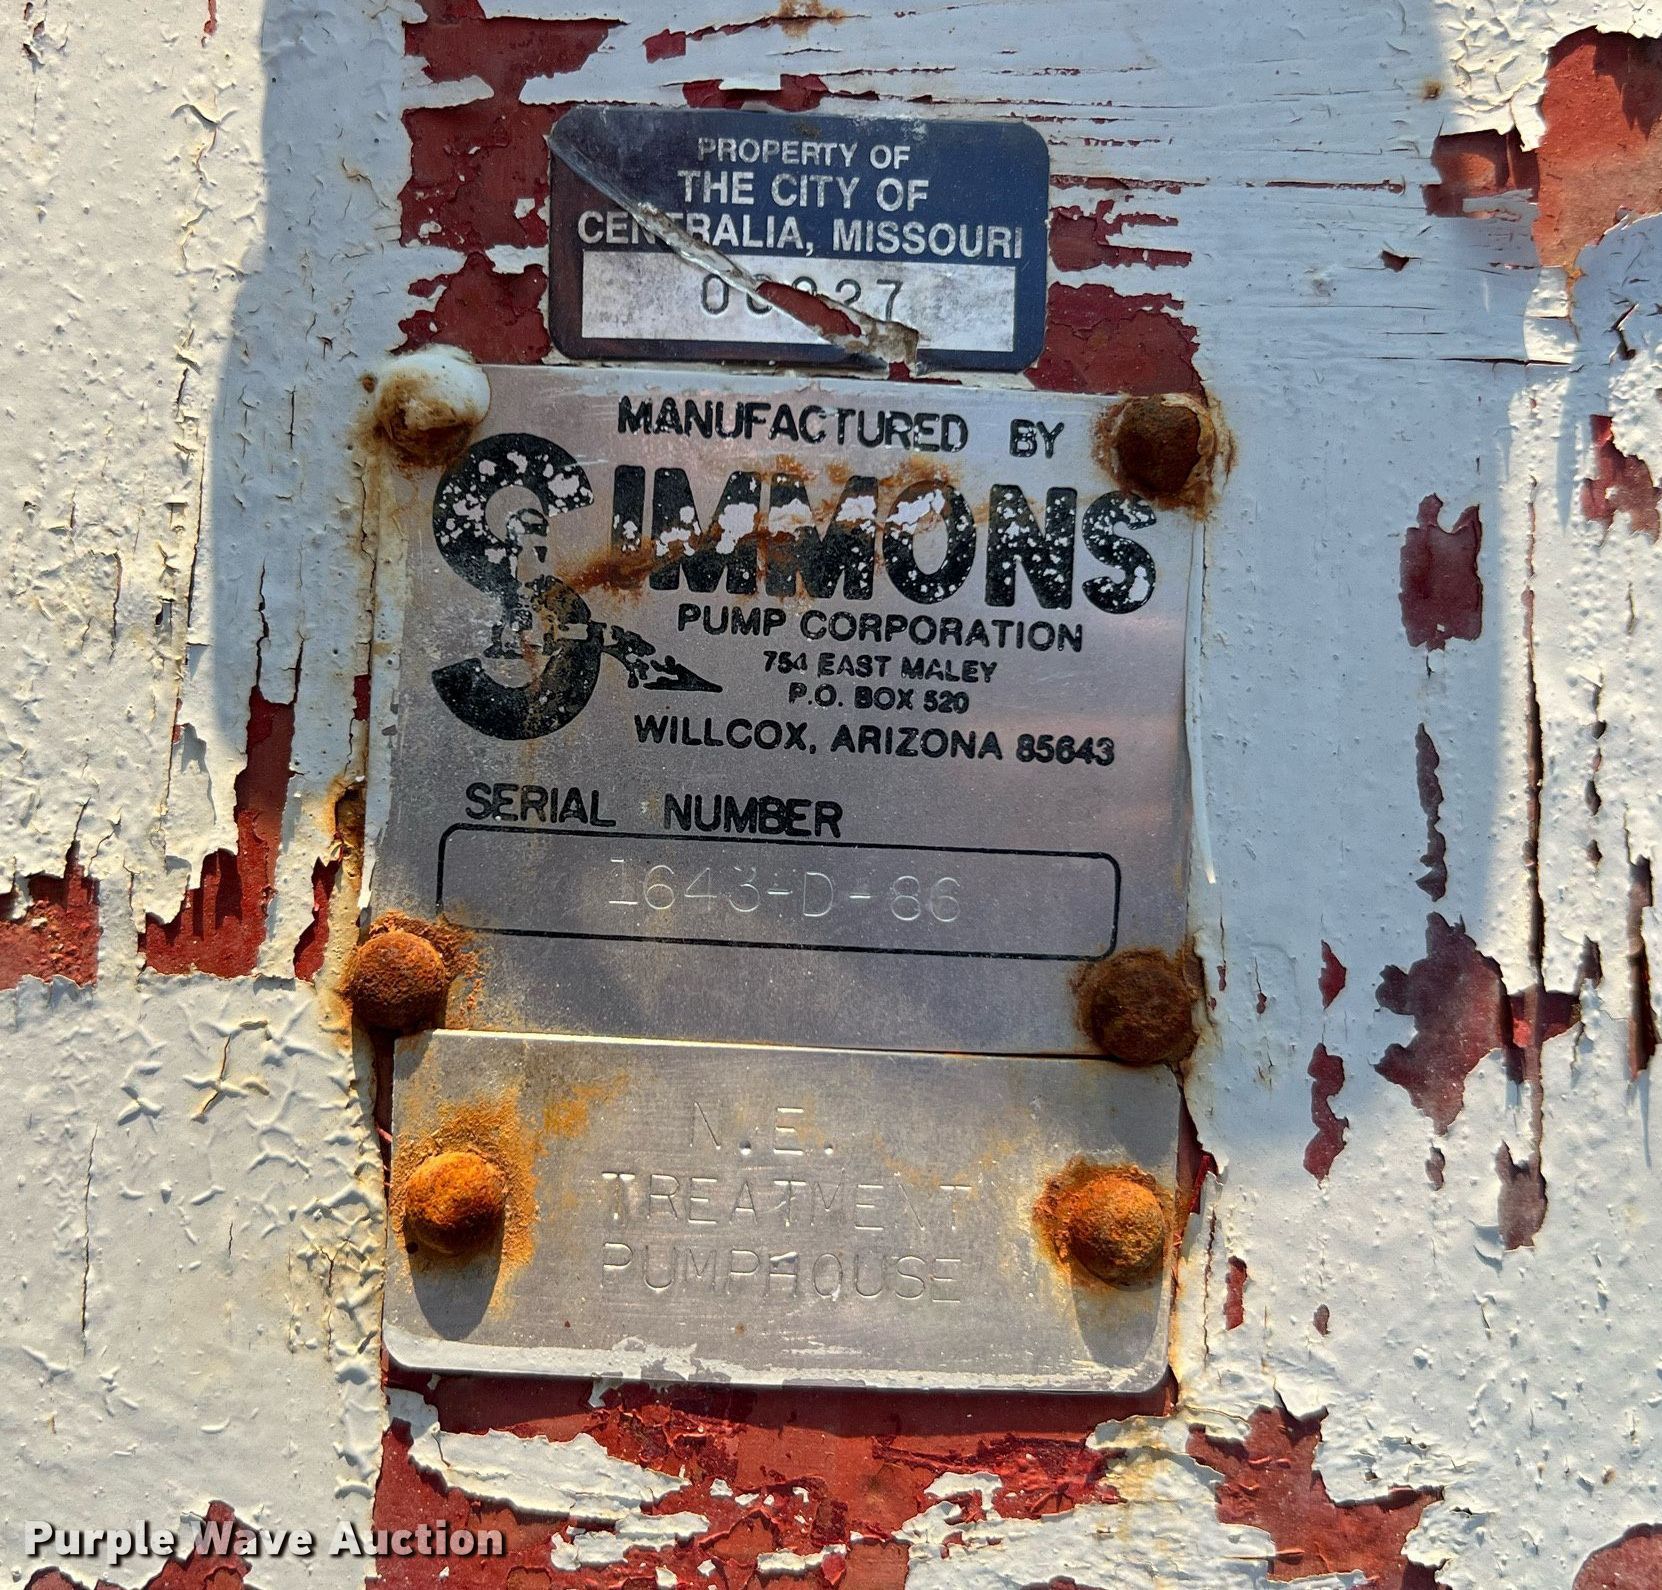 PROPERTY OF
THE CITY OF
CENTRALIA, MISSOURI
MANUFACTURED BY
SIMMONS
PUMP CORPORATION
754 EAST MALEY
P.O. BOX 520
WILLCOX, ARIZONA 85643
SERIAL NUMBER
1643-D-86
N.E.
TREATMENT
PUMPHOUSE
Purple Wave Auction